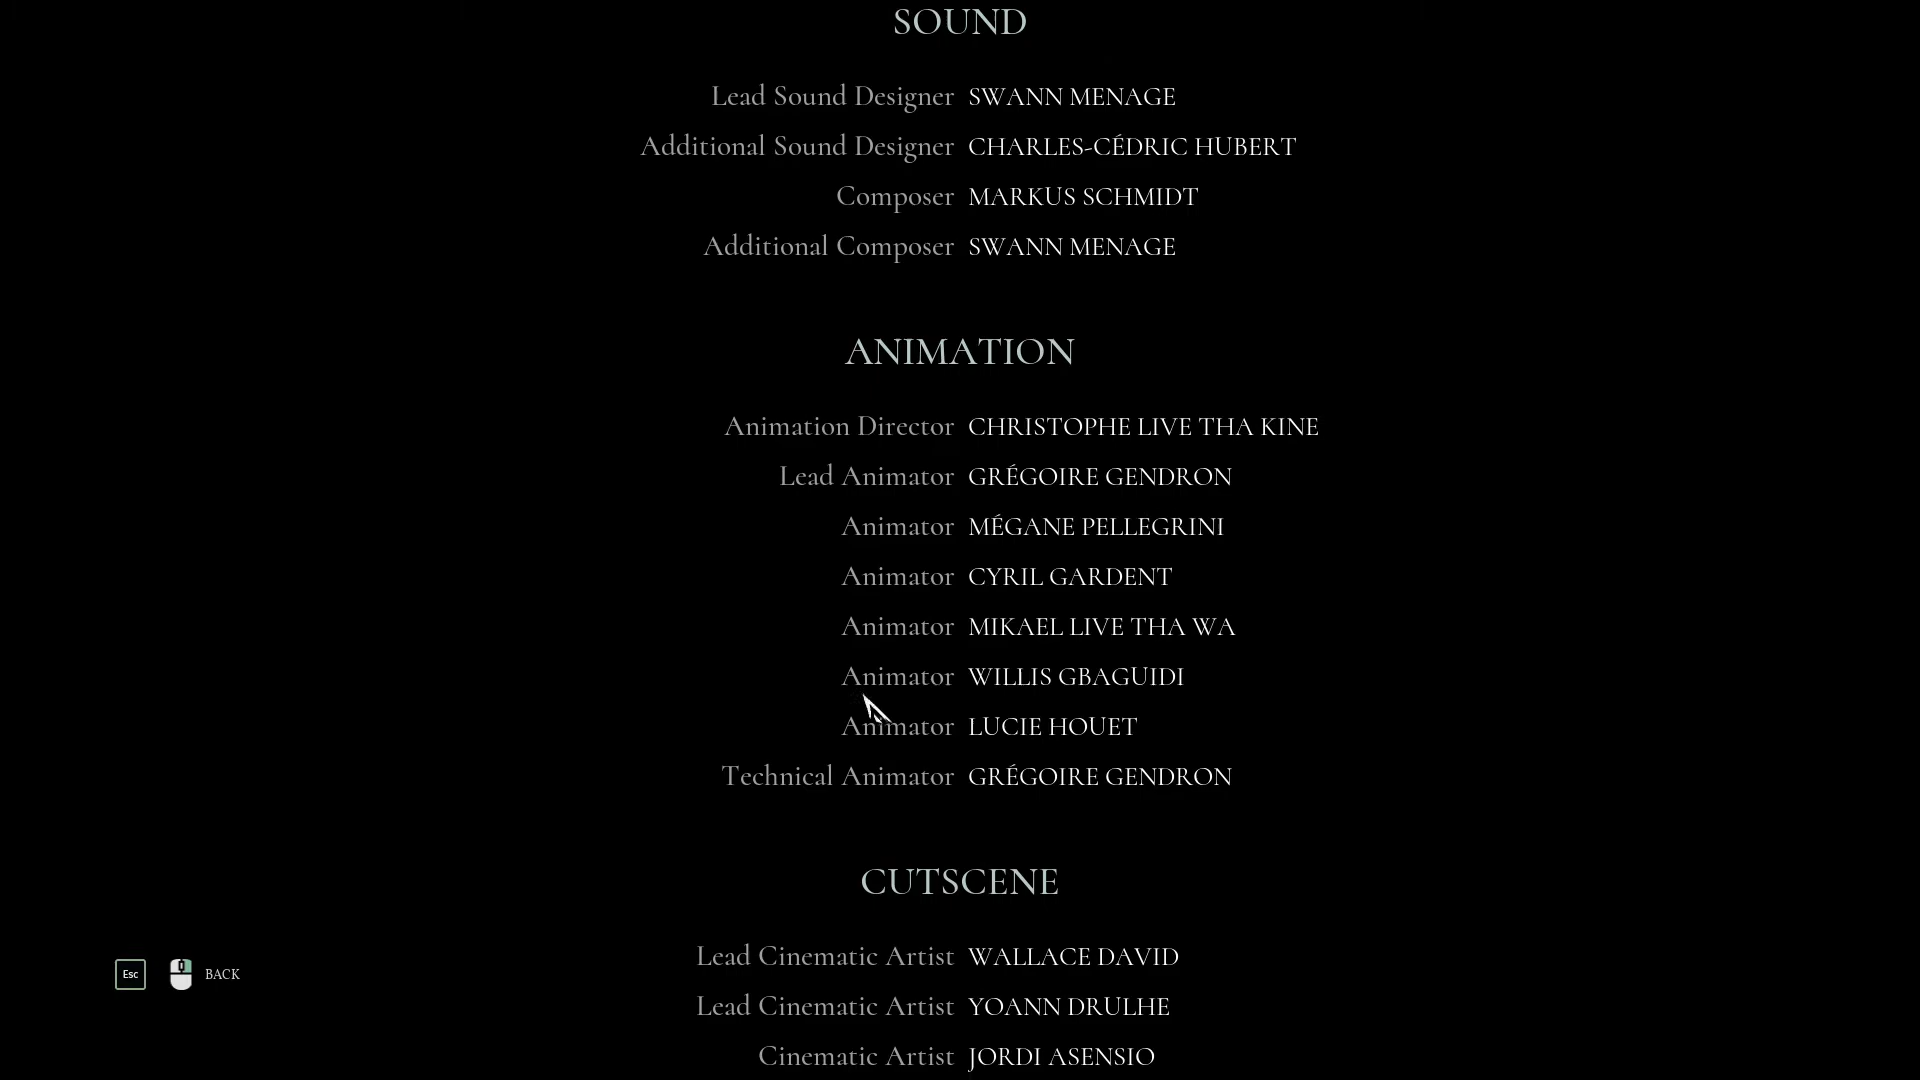 SOUND
Lead Sound Designer SWANN MENAGE
Additional Sound Designer CHARLES-CÉDRIC HUBERT
Composer MARKUS SCHMIDT
Additional Composer SWANN MENAGE
ANIMATION
Animation Director CHRISTOPHE LIVE THA KINE
Lead Animator GRÉGOIRE GENDRON
Animator MÉGANE PELLEGRINI
Animator CYRIL GARDENT
Animator MIKAEL LIVE THA WA
Animator WILLIS GBAGUIDI
Animator LUCIE HOUET
Technical Animator GRÉGOIRE GENDRON
CUTSCENE
Lead Cinematic Artist WALLACE DAVID
Esc BACK
Lead Cinematic Artist YOANN DRULHE
Cinematic Artist JORDI ASENSIO